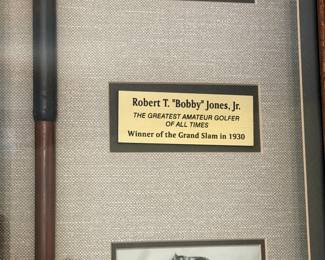 Robert T. "Bobby" Jones, Jr.
THE GREATEST AMATEUR GOLFER
OF ALL TIMES
Winner of the Grand Slam in 1930